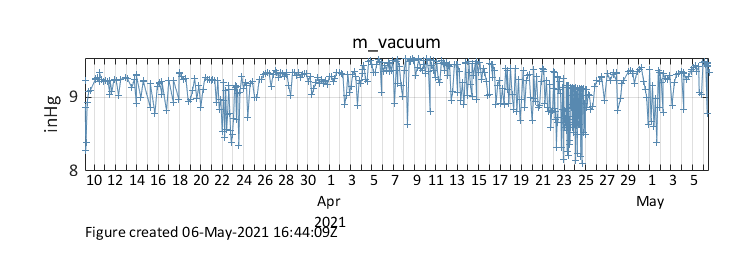 m_vacuum
9
inHg
8
10 12 14 16 18 20 22 24 26 28 30 1 3 5 7 9 11 13 15 17 19 21 23 25 27 29 1 3 5
Apr May
2021
Figure created 06-May-2021 16:44:09Z